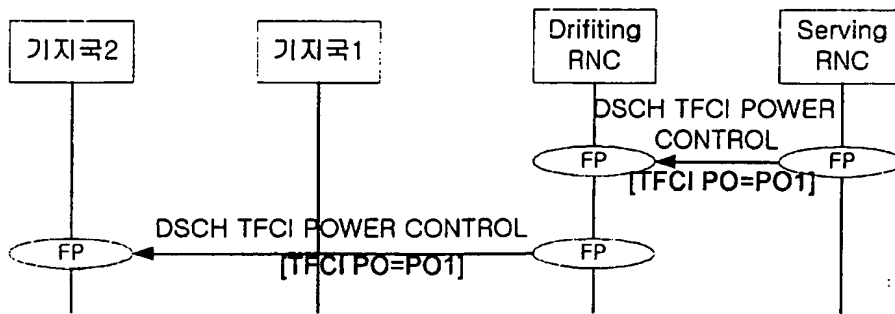 기지국2
기지국1
Drifiting
RNC
Serving
RNC
DSCH TFCI POWER
CONTROL
FP
FP
[TFCI PO=PO1]
DSCH TFCI POWER CONTROL
FP
FP
[TFCI PO=PO1]